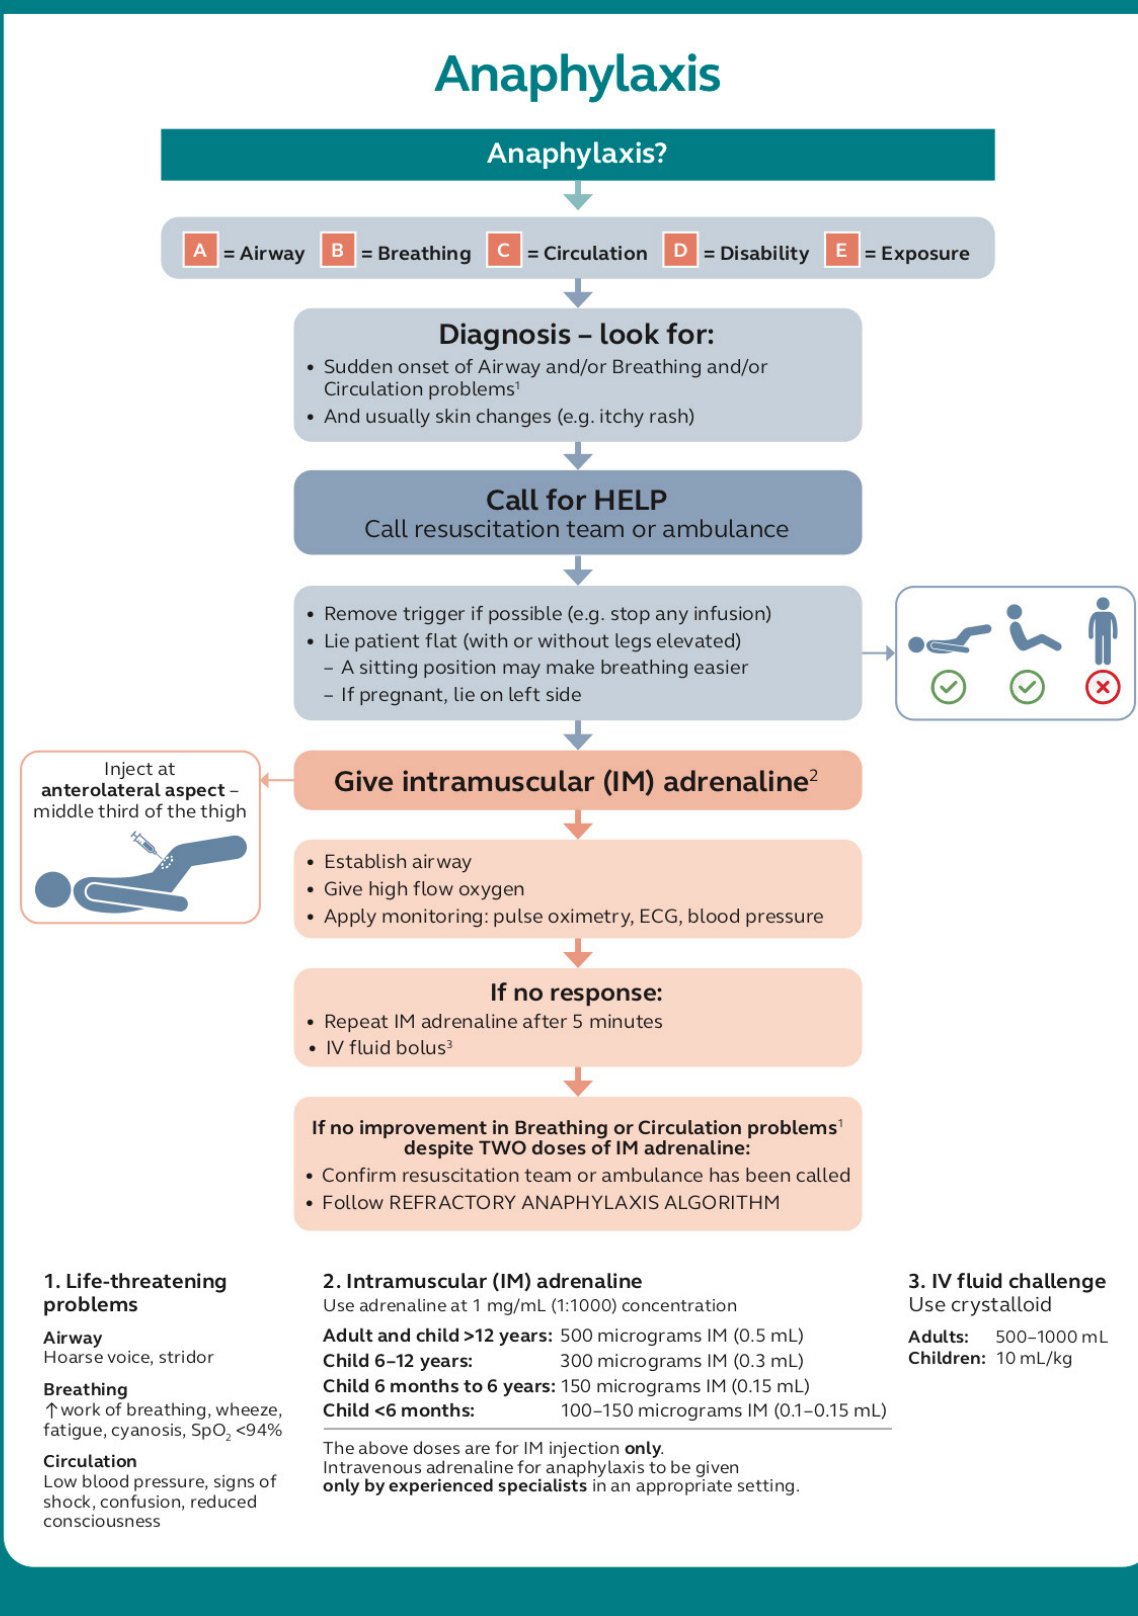 Anaphylaxis
Anaphylaxis?
A = Airway B = Breathing C = Circulation D = Disability E = Exposure
Diagnosis – look for:
• Sudden onset of Airway and/or Breathing and/or
Circulation problems¹
• And usually skin changes (e.g. itchy rash)
Call for HELP
Call resuscitation team or ambulance
• Remove trigger if possible (e.g. stop any infusion)
• Lie patient flat (with or without legs elevated)
– A sitting position may make breathing easier
– If pregnant, lie on left side
Give intramuscular (IM) adrenaline²
Inject at
anterolateral aspect –
middle third of the thigh
• Establish airway
• Give high flow oxygen
• Apply monitoring: pulse oximetry, ECG, blood pressure
If no response:
• Repeat IM adrenaline after 5 minutes
• IV fluid bolus³
If no improvement in Breathing or Circulation problems¹
despite TWO doses of IM adrenaline:
• Confirm resuscitation team or ambulance has been called
• Follow REFRACTORY ANAPHYLAXIS ALGORITHM
1. Life-threatening
problems
Airway
Hoarse voice, stridor
Breathing
↑work of breathing, wheeze,
fatigue, cyanosis, SpO₂ <94%
Circulation
Low blood pressure, signs of
shock, confusion, reduced
consciousness
2. Intramuscular (IM) adrenaline
Use adrenaline at 1 mg/mL (1:1000) concentration
Adult and child >12 years: 500 micrograms IM (0.5 mL)
Child 6–12 years: 300 micrograms IM (0.3 mL)
Child 6 months to 6 years: 150 micrograms IM (0.15 mL)
Child <6 months: 100–150 micrograms IM (0.1–0.15 mL)
The above doses are for IM injection only.
Intravenous adrenaline for anaphylaxis to be given
only by experienced specialists in an appropriate setting.
3. IV fluid challenge
Use crystalloid
Adults: 500–1000 mL
Children: 10 mL/kg